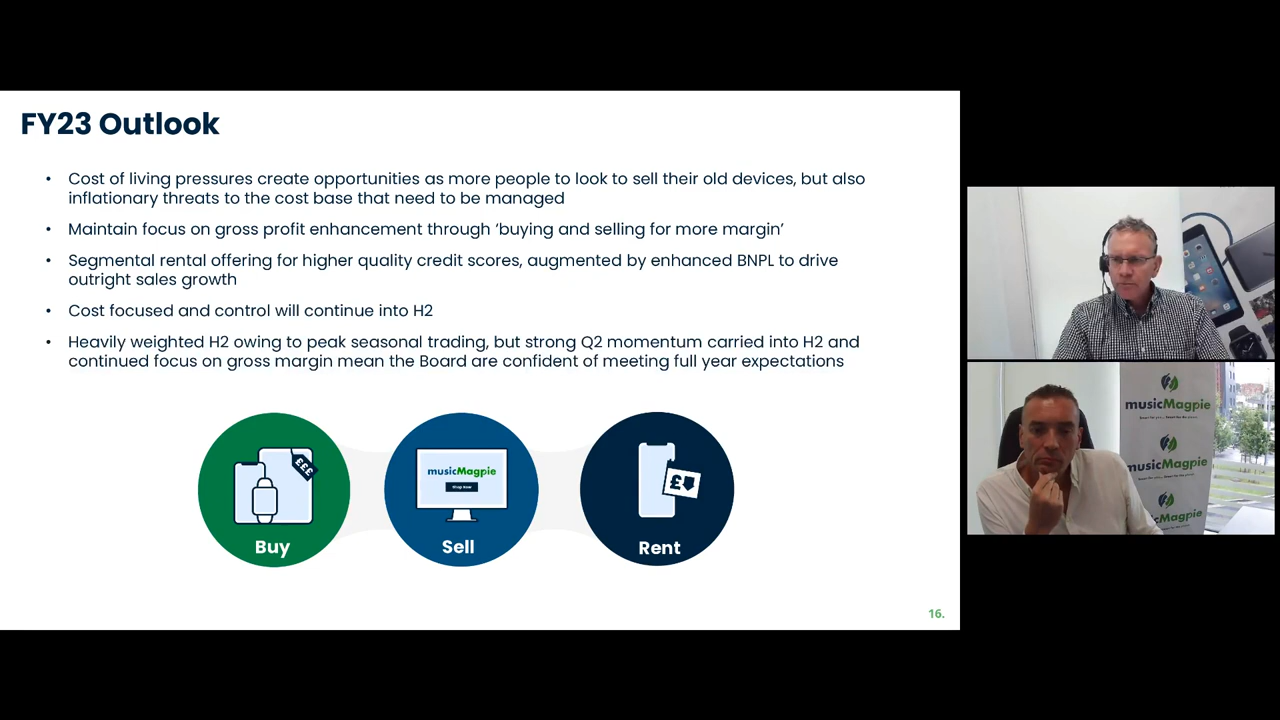 FY23 Outlook
• Cost of living pressures create opportunities as more people to look to sell their old devices, but also
inflationary threats to the cost base that need to be managed
• Maintain focus on gross profit enhancement through ‘buying and selling for more margin’
• Segmental rental offering for higher quality credit scores, augmented by enhanced BNPL to drive
outright sales growth
• Cost focused and control will continue into H2
• Heavily weighted H2 owing to peak seasonal trading, but strong Q2 momentum carried into H2 and
continued focus on gross margin mean the Board are confident of meeting full year expectations
£££
musicMagpie
Shop now
£
Buy
Sell
Rent
16.
musicMagpie
musicMagpie
Magpie